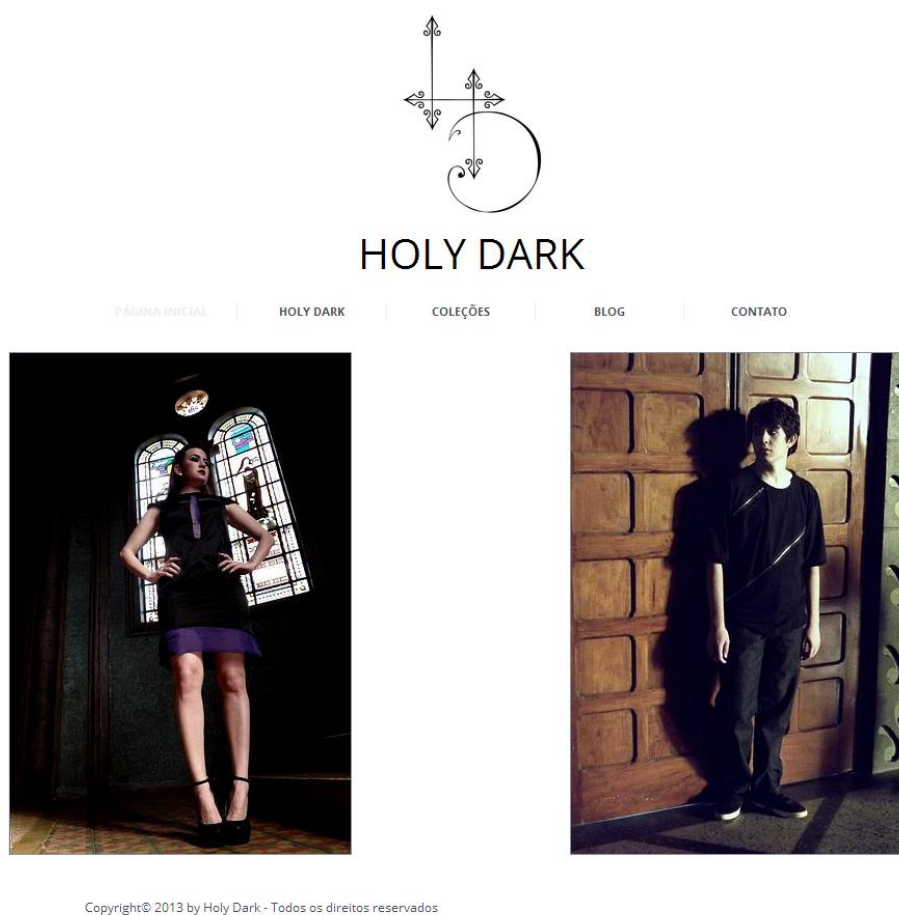 HOLY DARK
PÁGINA INICIAL HOLY DARK COLEÇÕES BLOG CONTATO
Copyright© 2013 by Holy Dark - Todos os direitos reservados